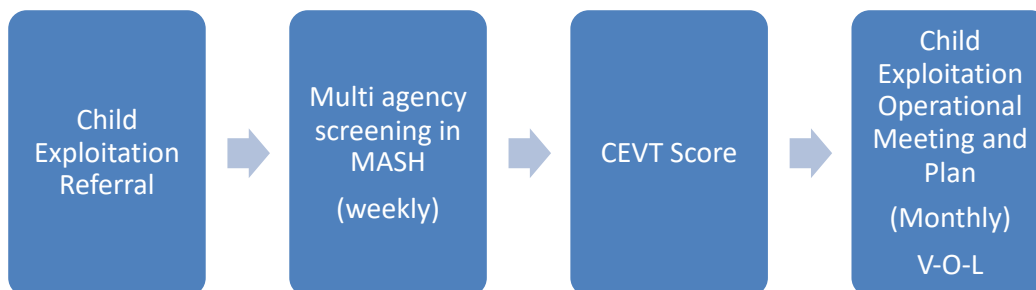 Child
Exploitation
Referral
Multi agency
screening in
MASH
(weekly)
CEVT Score
Child
Exploitation
Operational
Meeting and
Plan
(Monthly)
V-O-L